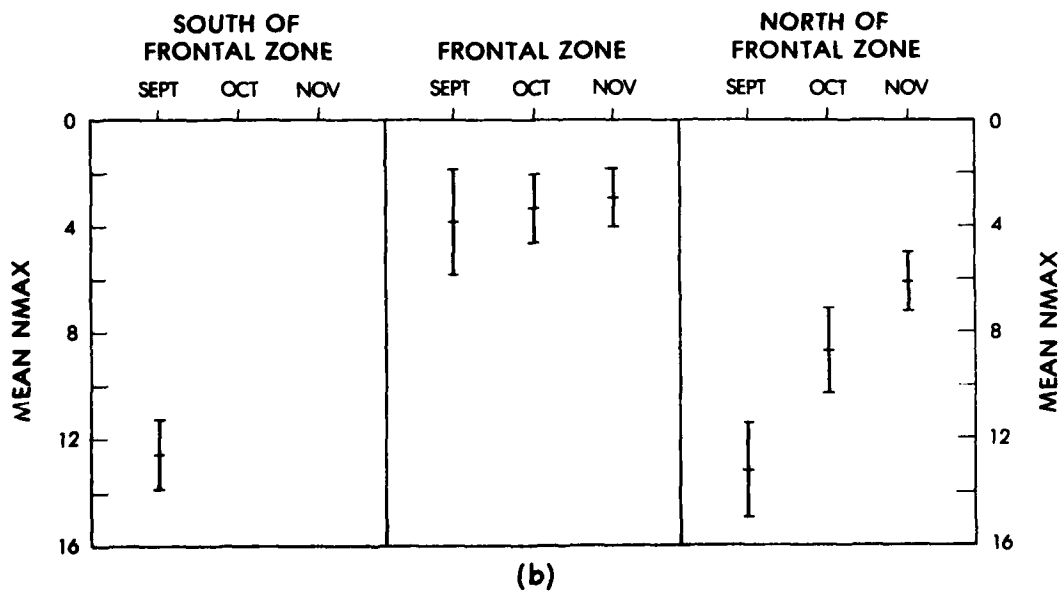 SOUTH OF
FRONTAL ZONE
FRONTAL ZONE
NORTH OF
FRONTAL ZONE
SEPT OCT NOV
SEPT OCT NOV
SEPT OCT NOV
0
4
8
12
16
MEAN NMAX
0
4
8
12
16
MEAN NMAX
(b)